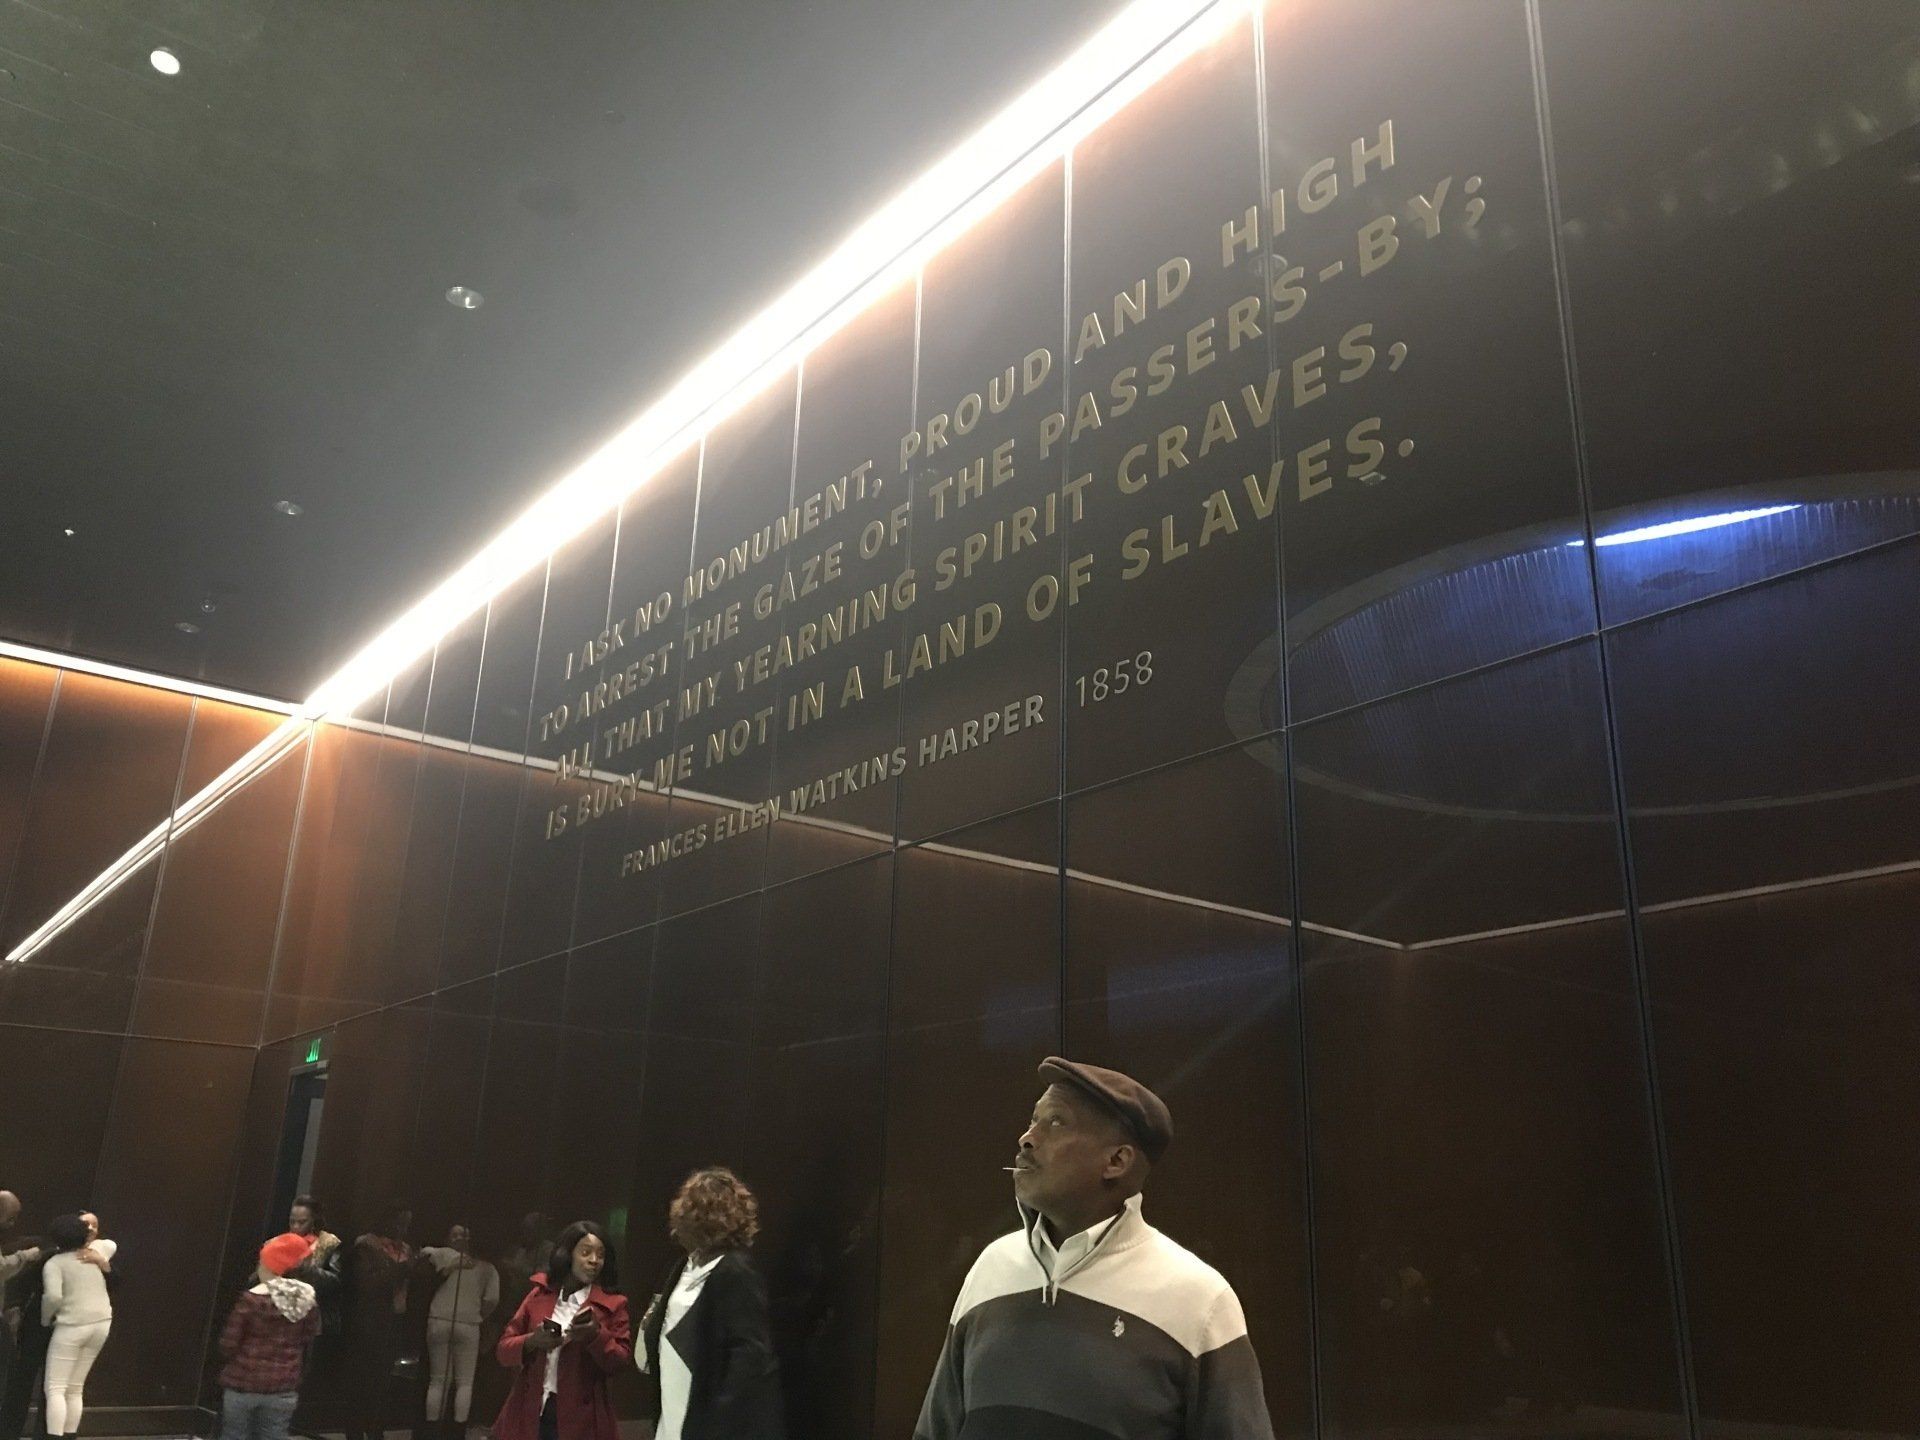 I ASK NO MONUMENT, PROUD AND HIGH
TO ARREST THE GAZE OF THE PASSERS-BY;
ALL THAT MY YEARNING SPIRIT CRAVES,
IS BURY ME NOT IN A LAND OF SLAVES.
FRANCES ELLEN WATKINS HARPER 1858
EXIT